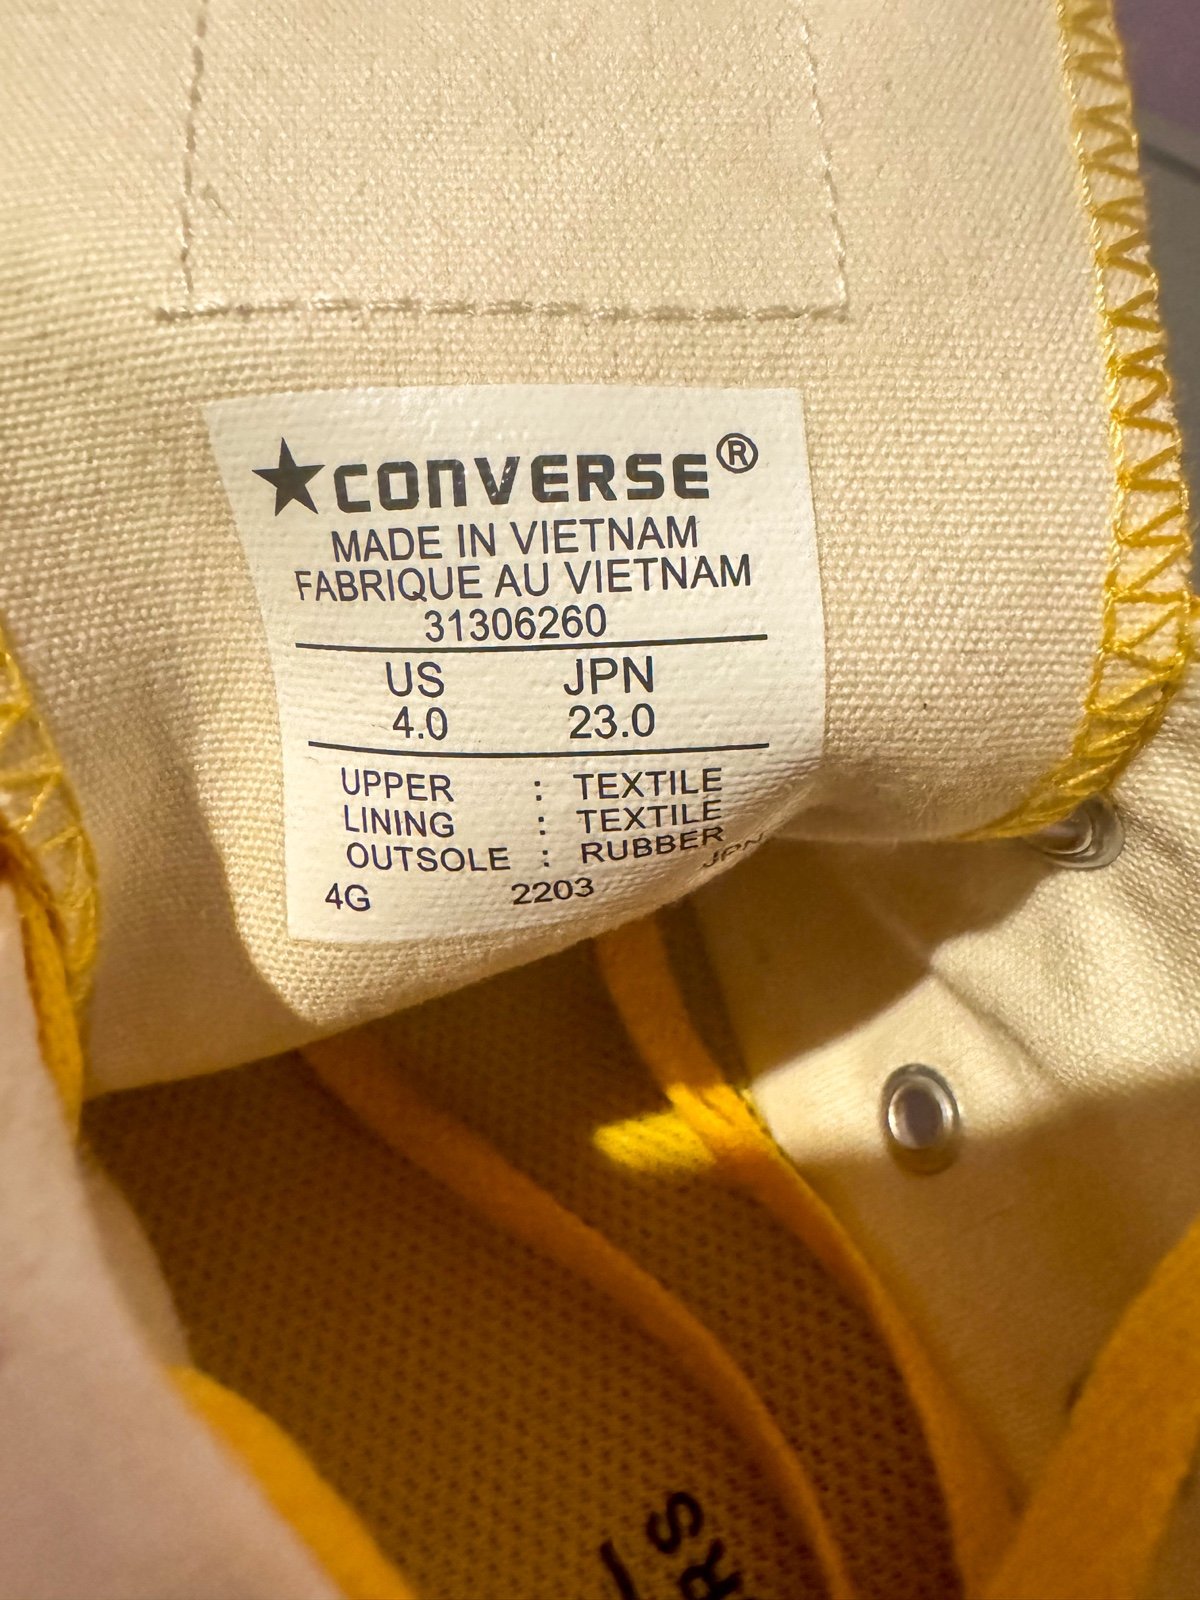 ★CONVERSE®
MADE IN VIETNAM
FABRIQUE AU VIETNAM
31306260
US JPN
4.0 23.0
UPPER : TEXTILE
LINING : TEXTILE
OUTSOLE : RUBBER
4G 2203 JPN